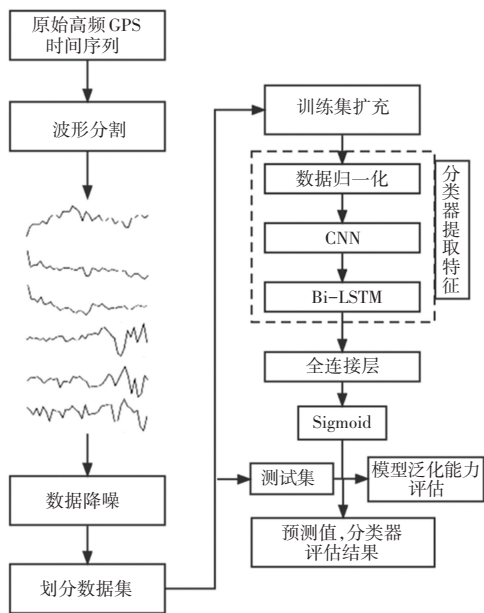 原始高频GPS
时间序列
波形分割
数据降噪
划分数据集
训练集扩充
数据归一化
CNN
Bi-LSTM
分类器提取特征
全连接层
Sigmoid
测试集
模型泛化能力
评估
预测值,分类器
评估结果